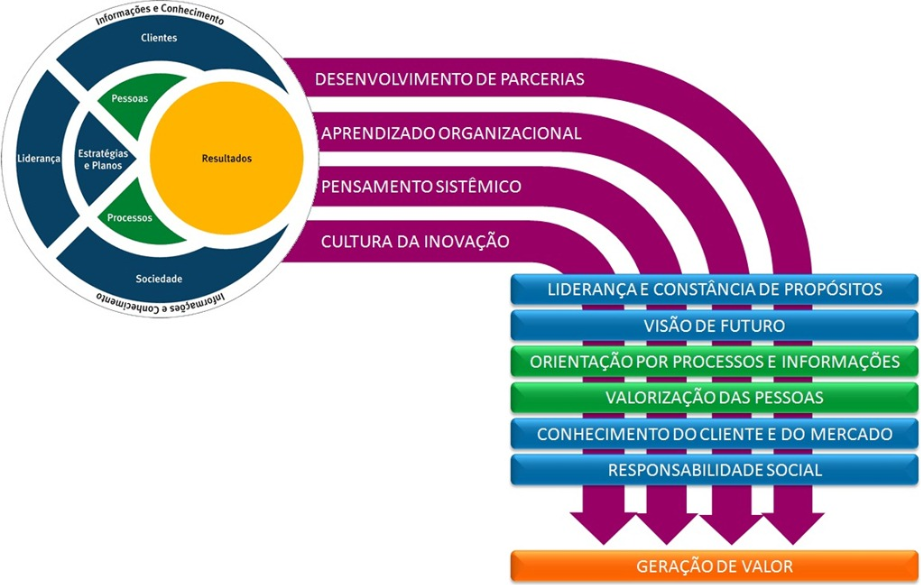 Informações e Conhecimento
Clientes
Pessoas
Liderança
Estratégias
e Planos
Resultados
Processos
Sociedade
Informações e Conhecimento
DESENVOLVIMENTO DE PARCERIAS
APRENDIZADO ORGANIZACIONAL
PENSAMENTO SISTÊMICO
CULTURA DA INOVAÇÃO
LIDERANÇA E CONSTÂNCIA DE PROPÓSITOS
VISÃO DE FUTURO
ORIENTAÇÃO POR PROCESSOS E INFORMAÇÕES
VALORIZAÇÃO DAS PESSOAS
CONHECIMENTO DO CLIENTE E DO MERCADO
RESPONSABILIDADE SOCIAL
GERAÇÃO DE VALOR